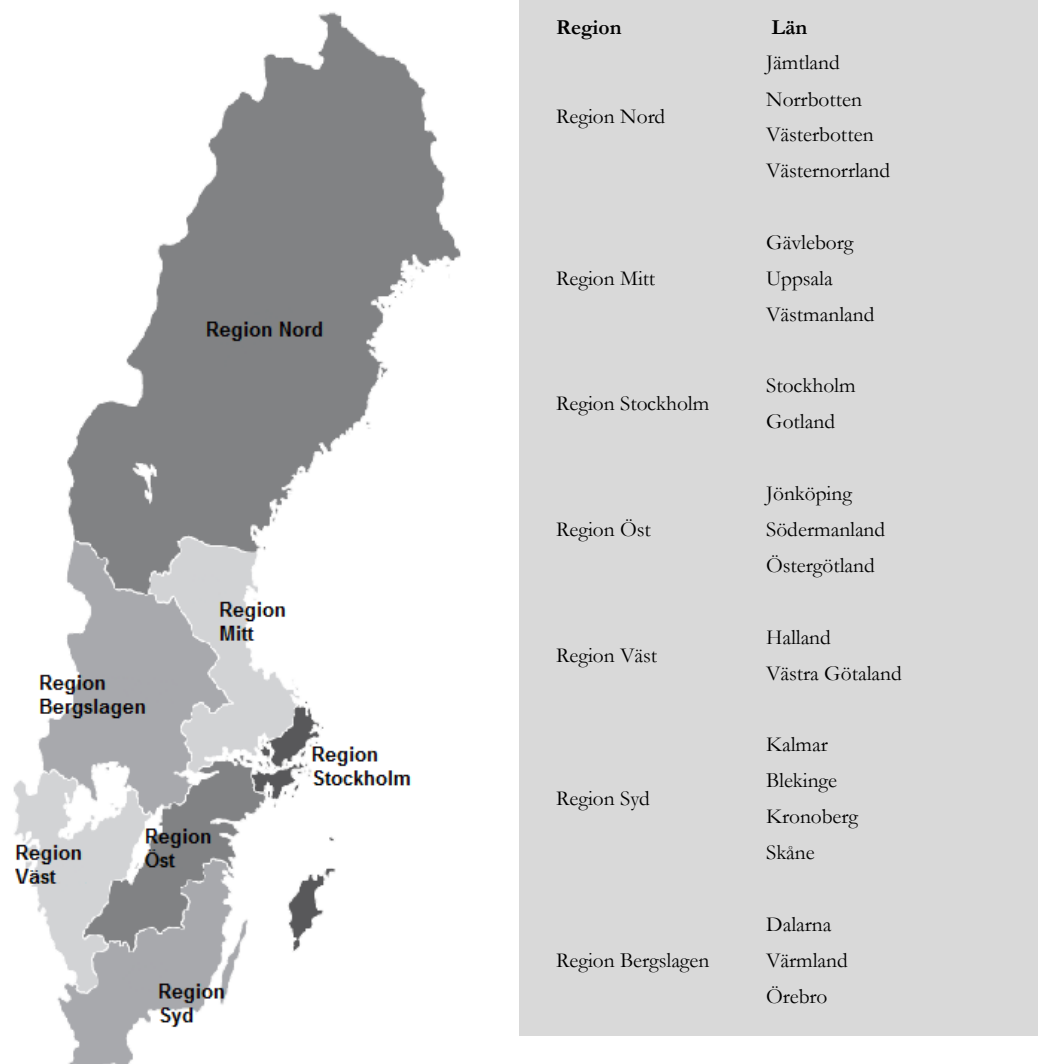 Region Nord
Region
Mitt
Region
Bergslagen
Region
Stockholm
Region
Väst
Region
Öst
Region
Syd
Region Län
Region Nord
Jämtland
Norrbotten
Västerbotten
Västernorrland
Region Mitt
Gävleborg
Uppsala
Västmanland
Region Stockholm
Stockholm
Gotland
Region Öst
Jönköping
Södermanland
Östergötland
Region Väst
Halland
Västra Götaland
Region Syd
Kalmar
Blekinge
Kronoberg
Skåne
Region Bergslagen
Dalarna
Värmland
Örebro